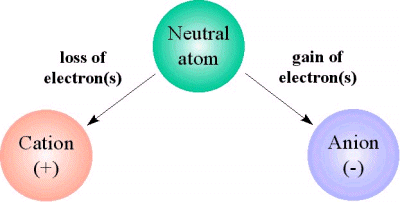 Neutral
atom
loss of
electron(s)
gain of
electron(s)
Cation
(+)
Anion
(-)